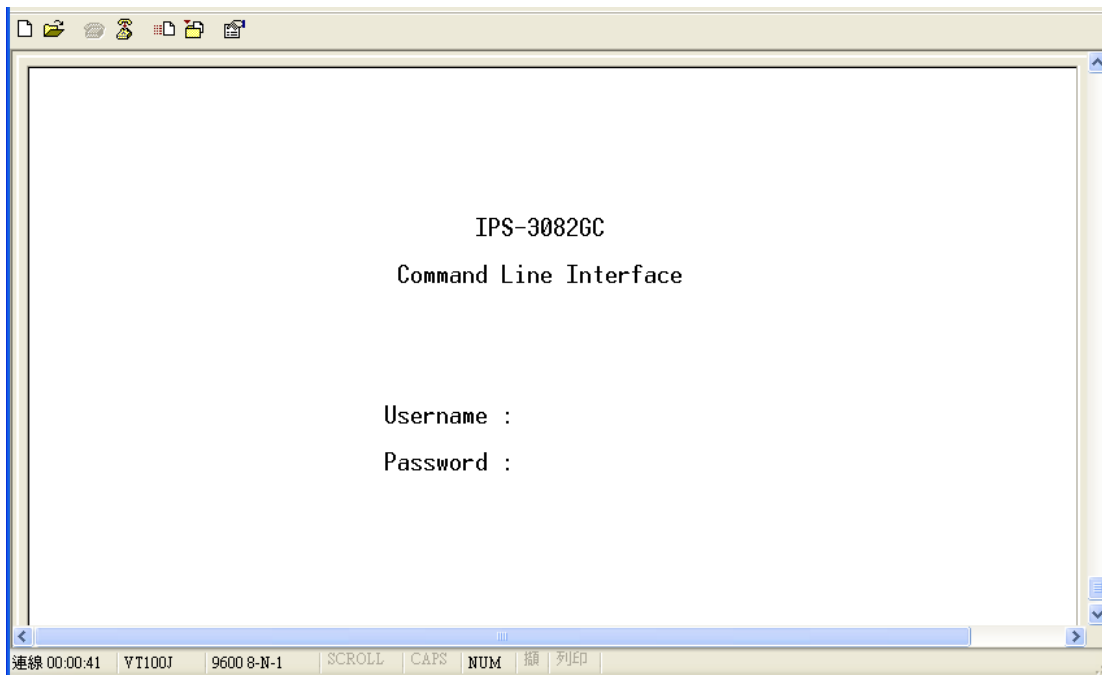 IPS-3082GC
Command Line Interface
Username :
Password :
連線 00:00:41 VT100J 9600 8-N-1 SCROLL CAPS NUM 擷 列印